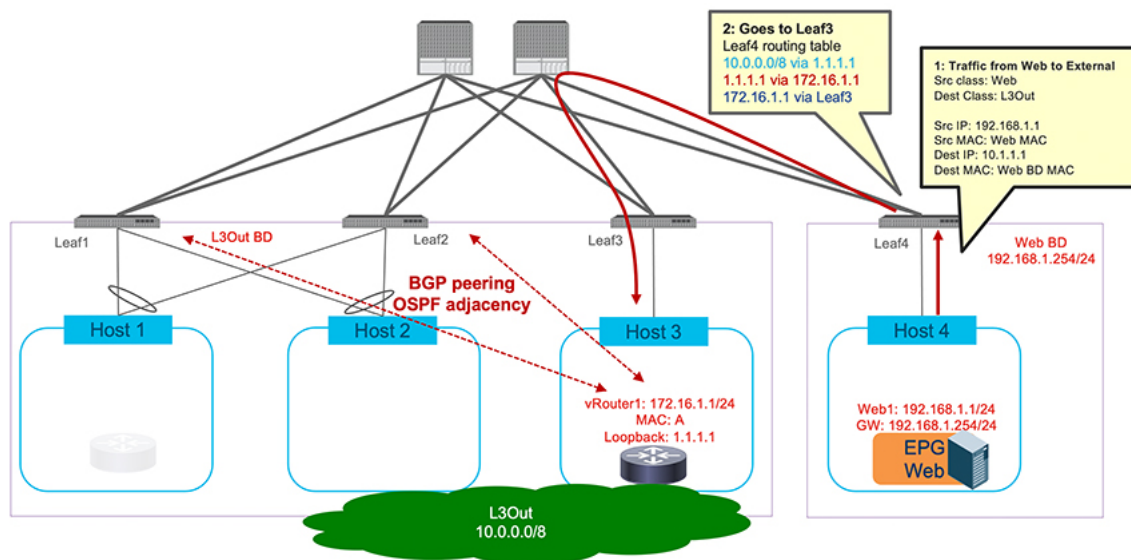 2: Goes to Leaf3
Leaf4 routing table
10.0.0.0/8 via 1.1.1.1
1.1.1.1 via 172.16.1.1
172.16.1.1 via Leaf3
1: Traffic from Web to External
Src class: Web
Dest Class: L3Out
Src IP: 192.168.1.1
Src MAC: Web MAC
Dest IP: 10.1.1.1
Dest MAC: Web BD MAC
Leaf1
L3Out BD
Leaf2
Leaf3
Leaf4
Web BD
192.168.1.254/24
BGP peering
OSPF adjacency
Host 1
Host 2
Host 3
Host 4
vRouter1: 172.16.1.1/24
MAC: A
Loopback: 1.1.1.1
Web1: 192.168.1.1/24
GW: 192.168.1.254/24
EPG
Web
L3Out
10.0.0.0/8